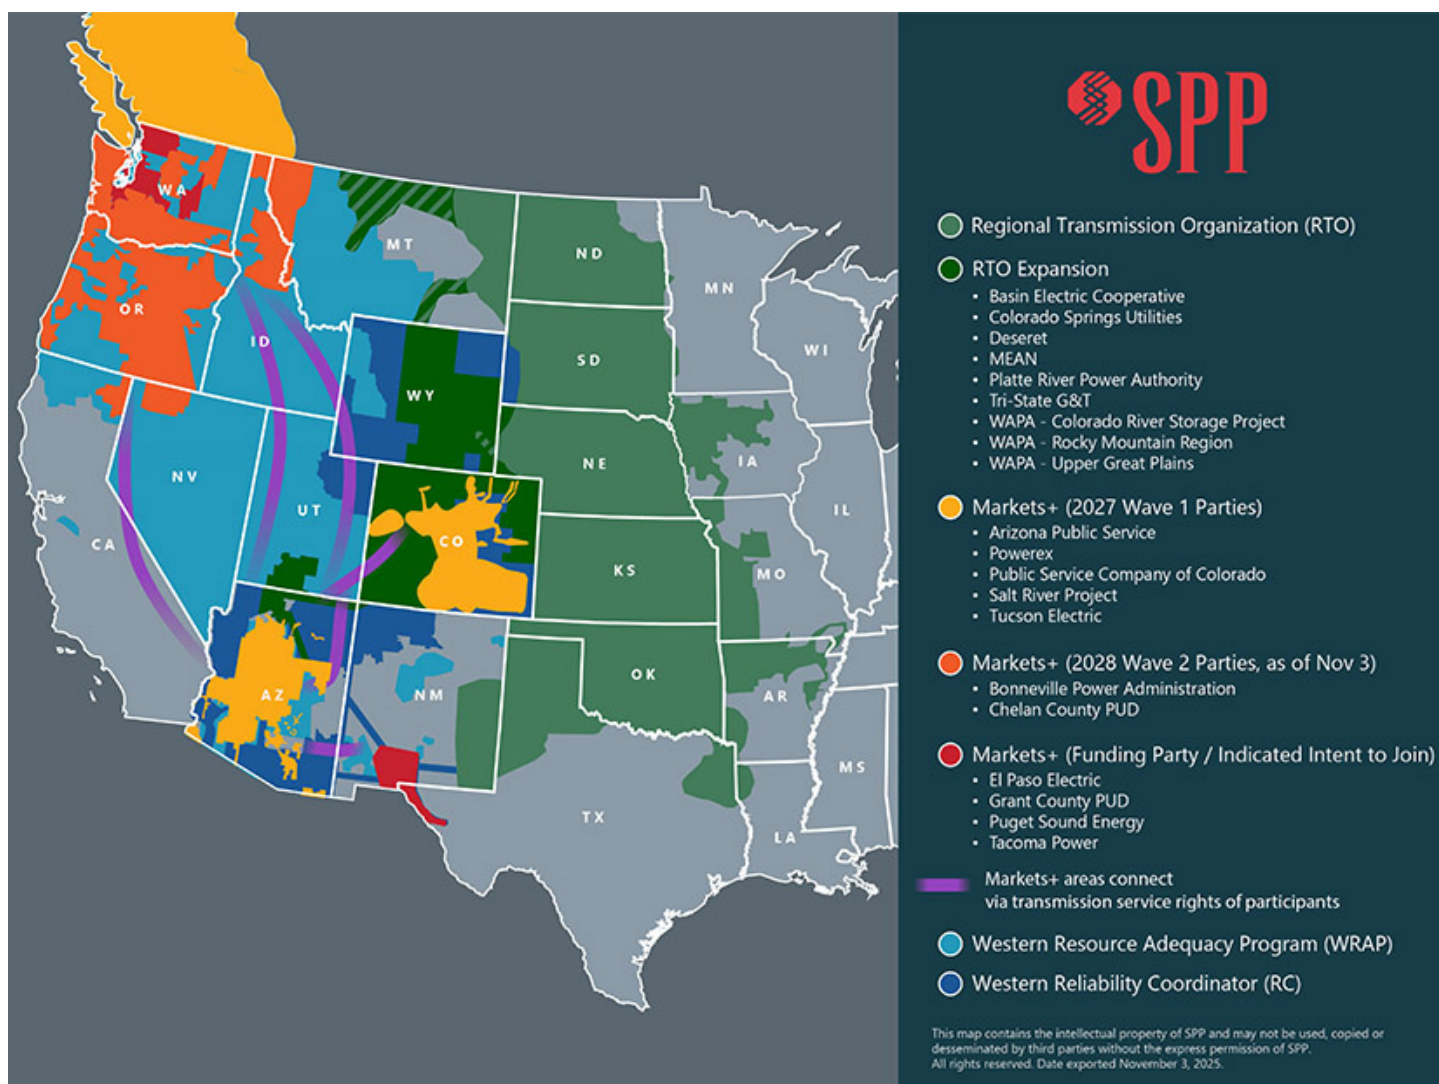 SPP
Regional Transmission Organization (RTO)
RTO Expansion
• Basin Electric Cooperative
• Colorado Springs Utilities
• Deseret
• MEAN
• Platte River Power Authority
• Tri-State G&T
• WAPA - Colorado River Storage Project
• WAPA - Rocky Mountain Region
• WAPA - Upper Great Plains
Markets+ (2027 Wave 1 Parties)
• Arizona Public Service
• Powerex
• Public Service Company of Colorado
• Salt River Project
• Tucson Electric
Markets+ (2028 Wave 2 Parties, as of Nov 3)
• Bonneville Power Administration
• Chelan County PUD
Markets+ (Funding Party / Indicated Intent to Join)
• El Paso Electric
• Grant County PUD
• Puget Sound Energy
• Tacoma Power
Markets+ areas connect
via transmission service rights of participants
Western Resource Adequacy Program (WRAP)
Western Reliability Coordinator (RC)
This map contains the intellectual property of SPP and may not be used, copied or
desseminated by third parties without the express permission of SPP.
All rights reserved. Date exported November 3, 2025.
WA
MT
ND
MN
OR
ID
SD
WI
WY
NV
UT
NE
IA
IL
CA
CO
KS
MO
AZ
NM
OK
AR
TX
MS
LA